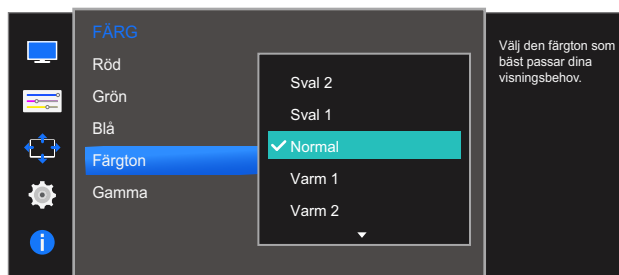 FÄRG
Röd
Grön
Blå
Färgton
Gamma
Sval 2
Sval 1
Normal
Varm 1
Varm 2
Välj den färgton som
bäst passar dina
visningsbehov.